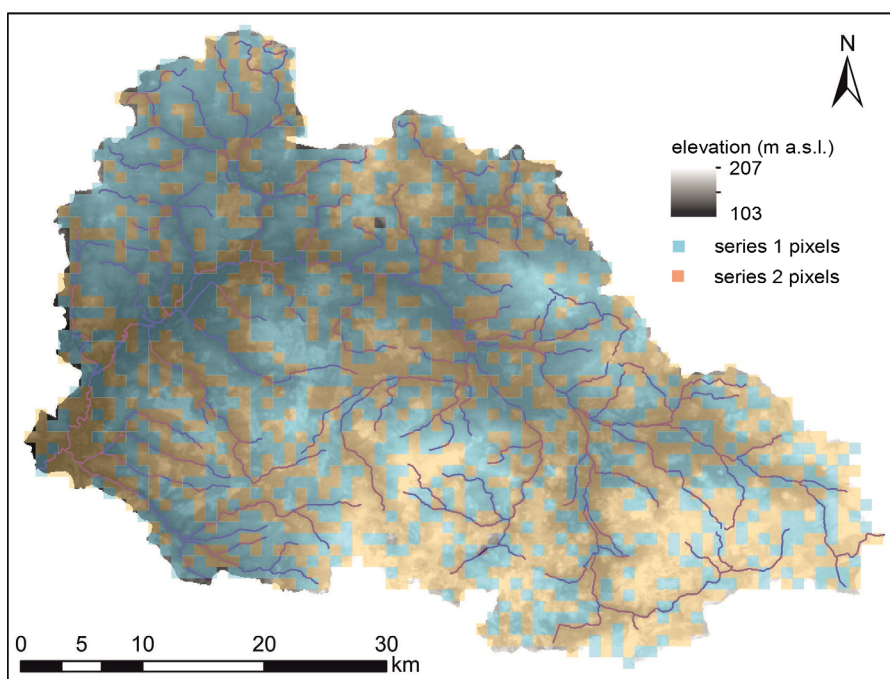 N
elevation (m a.s.l.)
207
103
series 1 pixels
series 2 pixels
0 5 10 20 30
km